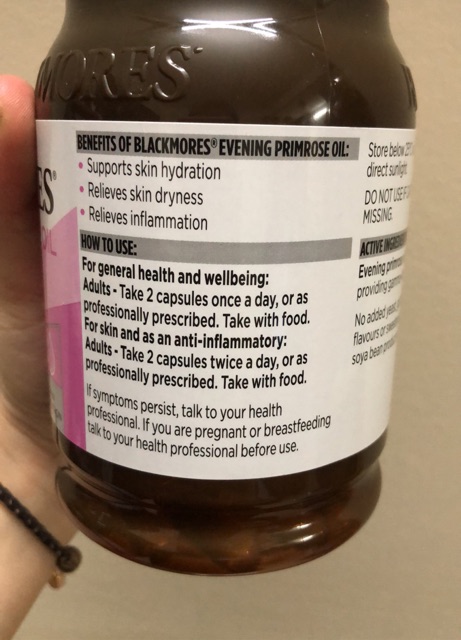 MORES
ES®
OIL
BENEFITS OF BLACKMORES® EVENING PRIMROSE OIL:
• Supports skin hydration
• Relieves skin dryness
• Relieves inflammation
HOW TO USE:
For general health and wellbeing:
Adults - Take 2 capsules once a day, or as
professionally prescribed. Take with food.
For skin and as an anti-inflammatory:
Adults - Take 2 capsules twice a day, or as
professionally prescribed. Take with food.
If symptoms persist, talk to your health
professional. If you are pregnant or breastfeeding
talk to your health professional before use.
Store below
direct sunlight
DO NOT USE IF
MISSING.
ACTIVE
Evening
providing
No added
flavours or
soya bean